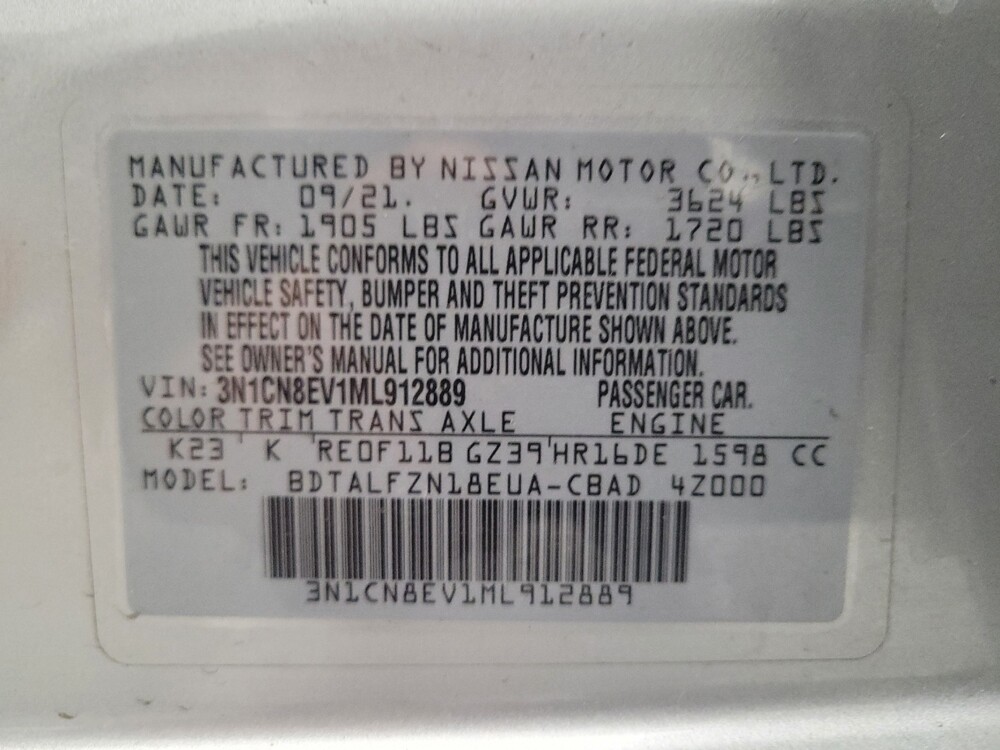 MANUFACTURED BY NISSAN MOTOR CO., LTD.
DATE: 09/21. GVWR: 3624 LBS
GAWR FR: 1905 LBS GAWR RR: 1720 LBS
THIS VEHICLE CONFORMS TO ALL APPLICABLE FEDERAL MOTOR
VEHICLE SAFETY, BUMPER AND THEFT PREVENTION STANDARDS
IN EFFECT ON THE DATE OF MANUFACTURE SHOWN ABOVE.
SEE OWNER'S MANUAL FOR ADDITIONAL INFORMATION.
VIN: 3N1CN8EV1ML912889 PASSENGER CAR.
COLOR TRIM TRANS AXLE ENGINE
K23 ' K 'RE0F11B GZ39'HR16DE 1598 CC
MODEL: BDTALFZN18EUA-CBAD 4Z000
3N1CN8EV1ML912889